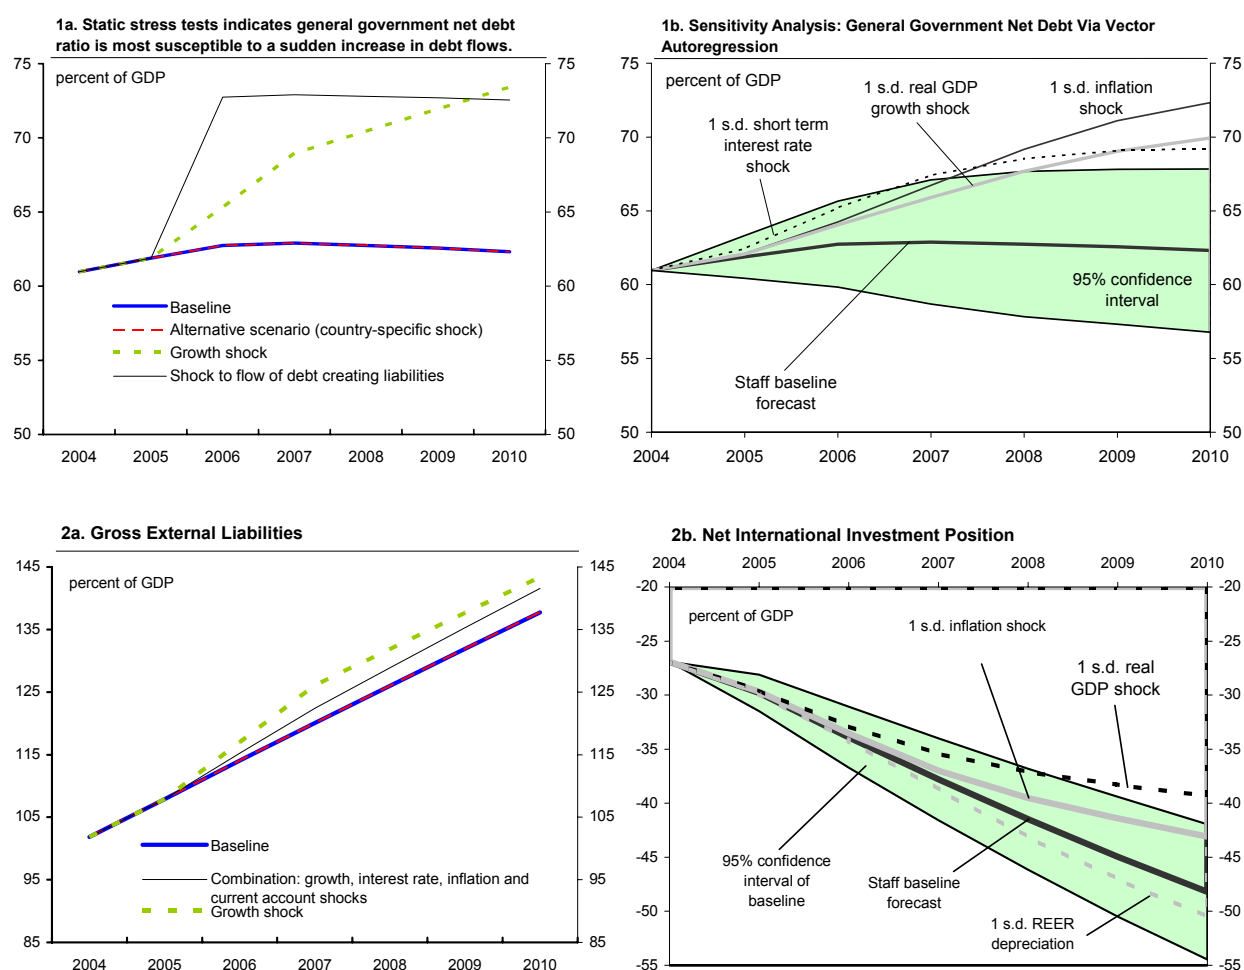 1a. Static stress tests indicates general government net debt
ratio is most susceptible to a sudden increase in debt flows.
percent of GDP
75
70
65
60
55
50
75
70
65
60
55
50
Baseline
Alternative scenario (country-specific shock)
Growth shock
Shock to flow of debt creating liabilities
2004 2005 2006 2007 2008 2009 2010
1b. Sensitivity Analysis: General Government Net Debt Via Vector
Autoregression
percent of GDP
75
70
65
60
55
50
75
70
65
60
55
50
1 s.d. short term
interest rate
shock
1 s.d. real GDP
growth shock
1 s.d. inflation
shock
95% confidence
interval
Staff baseline
forecast
2004 2005 2006 2007 2008 2009 2010
2a. Gross External Liabilities
percent of GDP
145
135
125
115
105
95
85
145
135
125
115
105
95
85
Baseline
Combination: growth, interest rate, inflation and
current account shocks
Growth shock
2004 2005 2006 2007 2008 2009 2010
2b. Net International Investment Position
2004 2005 2006 2007 2008 2009 2010
percent of GDP
-20
-25
-30
-35
-40
-45
-50
-55
-20
-25
-30
-35
-40
-45
-50
-55
1 s.d. inflation shock
1 s.d. real
GDP shock
95% confidence
interval of
baseline
Staff baseline
forecast
1 s.d. REER
depreciation